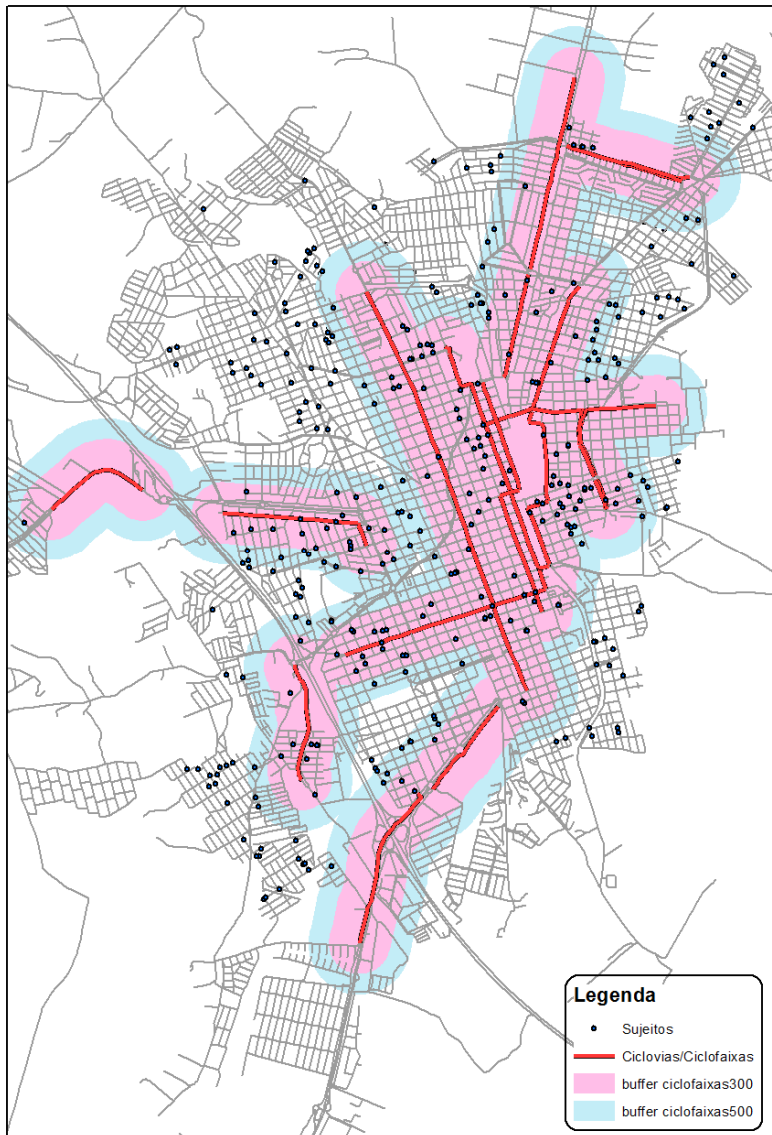 Legenda
Sujeitos
Ciclovias/Ciclofaixas
buffer ciclofaixas300
buffer ciclofaixas500